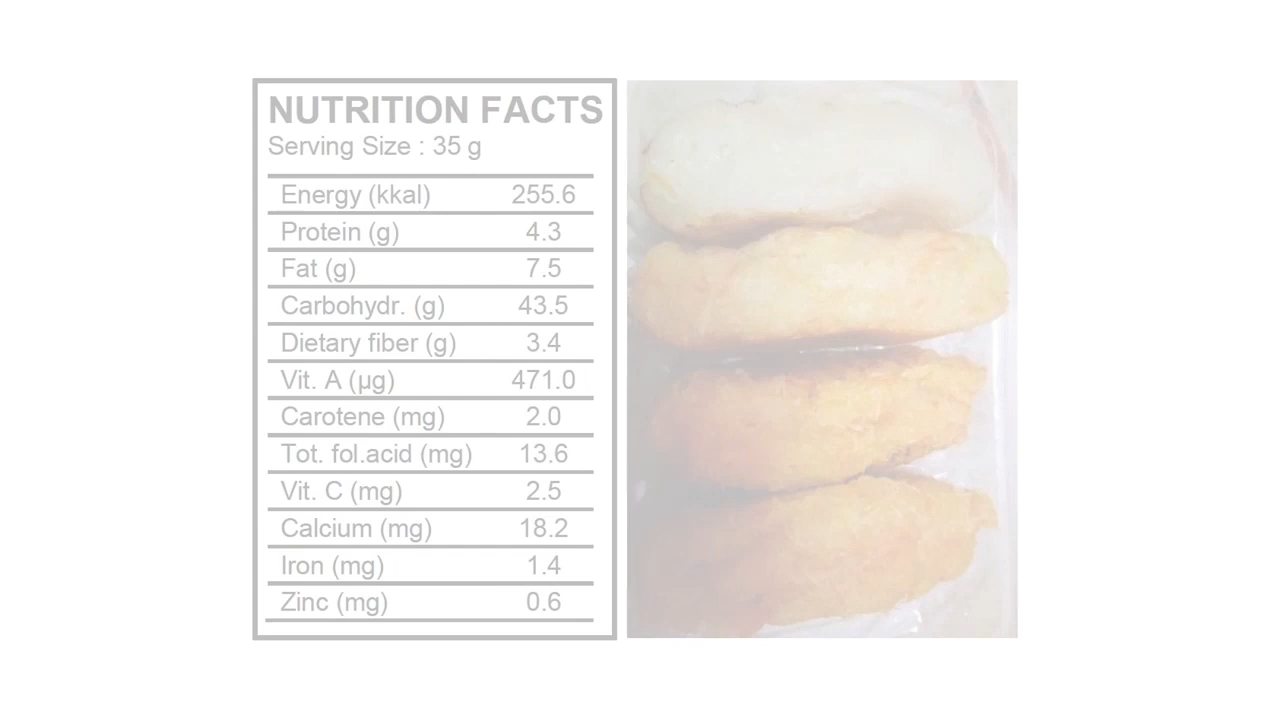 NUTRITION FACTS
Serving Size : 35 g
Energy (kkal) 255.6
Protein (g) 4.3
Fat (g) 7.5
Carbohydr. (g) 43.5
Dietary fiber (g) 3.4
Vit. A (µg) 471.0
Carotene (mg) 2.0
Tot. fol.acid (mg) 13.6
Vit. C (mg) 2.5
Calcium (mg) 18.2
Iron (mg) 1.4
Zinc (mg) 0.6